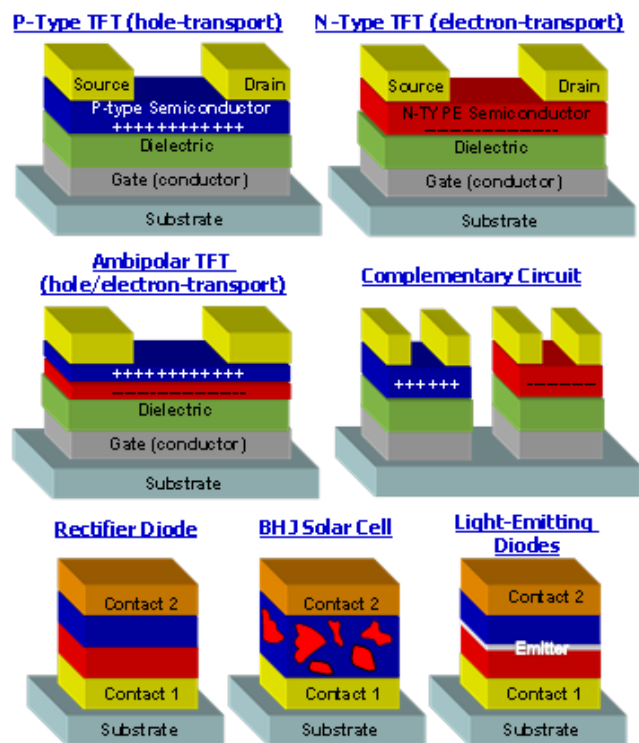 P-Type TFT (hole-transport)
N-Type TFT (electron-transport)
Source
Drain
P-type Semiconductor
++++++++++++
Dielectric
Gate (conductor)
Substrate
Source
Drain
N-TYPE Semiconductor
Dielectric
Gate (conductor)
Substrate
Ambipolar TFT
(hole/electron-transport)
++++++++++++
Dielectric
Gate (conductor)
Substrate
Complementary Circuit
++++++
Rectifier Diode
Contact 2
Contact 1
Substrate
BHJ Solar Cell
Contact 2
Contact 1
Substrate
Light-Emitting
Diodes
Contact 2
Emitter
Contact 1
Substrate